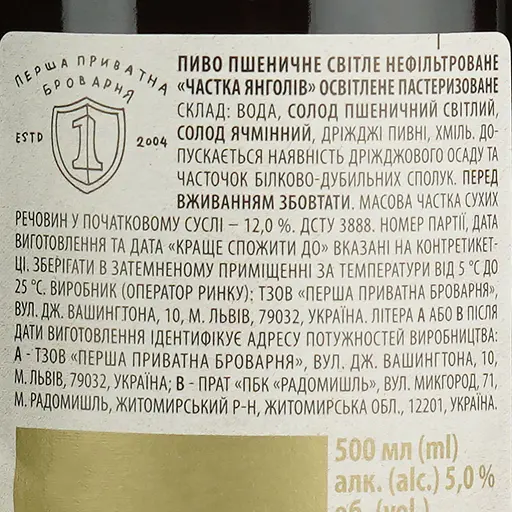 ПЕРША ПРИВАТНА
БРОВАРНЯ
ESTD 1 2004
ПИВО ПШЕНИЧНЕ СВІТЛЕ НЕФІЛЬТРОВАНЕ
«ЧАСТКА ЯНГОЛІВ» ОСВІТЛЕНЕ ПАСТЕРИЗОВАНЕ
СКЛАД: ВОДА, СОЛОД ПШЕНИЧНИЙ СВІТЛИЙ,
СОЛОД ЯЧМІННИЙ, ДРІЖДЖІ ПИВНІ, ХМІЛЬ. ДО-
ПУСКАЄТЬСЯ НАЯВНІСТЬ ДРІЖДЖОВОГО ОСАДУ ТА
ЧАСТОЧОК БІЛКОВО-ДУБИЛЬНИХ СПОЛУК. ПЕРЕД
ВЖИВАННЯМ ЗБОВТАТИ. МАСОВА ЧАСТКА СУХИХ
РЕЧОВИН У ПОЧАТКОВОМУ СУСЛІ – 12,0 %. ДСТУ 3888. НОМЕР ПАРТІЇ, ДАТА
ВИГОТОВЛЕННЯ ТА ДАТА «КРАЩЕ СПОЖИТИ ДО» ВКАЗАНІ НА КОНТРЕТИКЕТ-
ЦІ. ЗБЕРІГАТИ В ЗАТЕМНЕНОМУ ПРИМІЩЕННІ ЗА ТЕМПЕРАТУРИ ВІД 5 °С ДО
25 °С. ВИРОБНИК (ОПЕРАТОР РИНКУ): ТЗОВ «ПЕРША ПРИВАТНА БРОВАРНЯ»,
ВУЛ. ДЖ. ВАШИНГТОНА, 10, М. ЛЬВІВ, 79032, УКРАЇНА. ЛІТЕРА А АБО В ПІСЛЯ
ДАТИ ВИГОТОВЛЕННЯ ІДЕНТИФІКУЄ АДРЕСУ ПОТУЖНОСТЕЙ ВИРОБНИЦТВА:
А - ТЗОВ «ПЕРША ПРИВАТНА БРОВАРНЯ», ВУЛ. ДЖ. ВАШИНГТОНА, 10,
М. ЛЬВІВ, 79032, УКРАЇНА; В - ПРАТ «ПБК «РАДОМИШЛЬ», ВУЛ. МИКГОРОД, 71,
М. РАДОМИШЛЬ, ЖИТОМИРСЬКИЙ Р-Н, ЖИТОМИРСЬКА ОБЛ., 12201, УКРАЇНА.
500 мл (ml)
алк. (alc.) 5,0 %
об. (vol.)